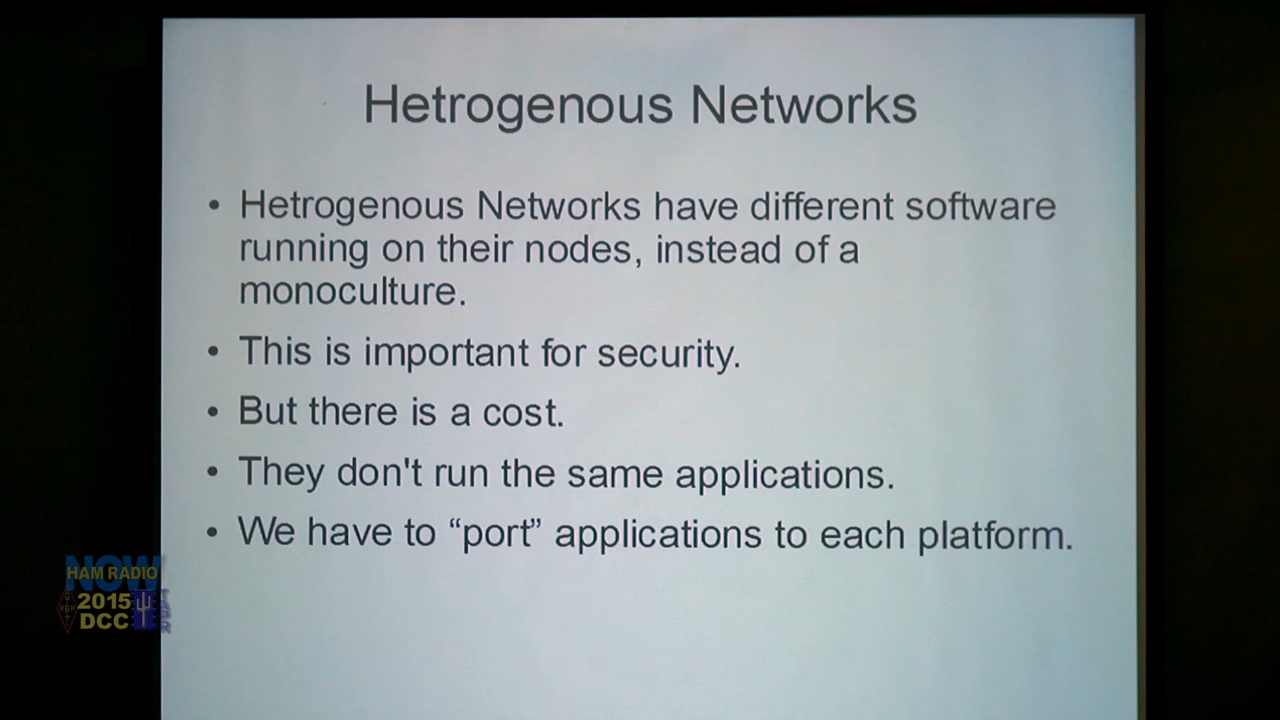 Hetrogenous Networks
• Hetrogenous Networks have different software
running on their nodes, instead of a
monoculture.
• This is important for security.
• But there is a cost.
• They don't run the same applications.
• We have to “port” applications to each platform.
NOW
HAM RADIO
2015
DCC
TAPR